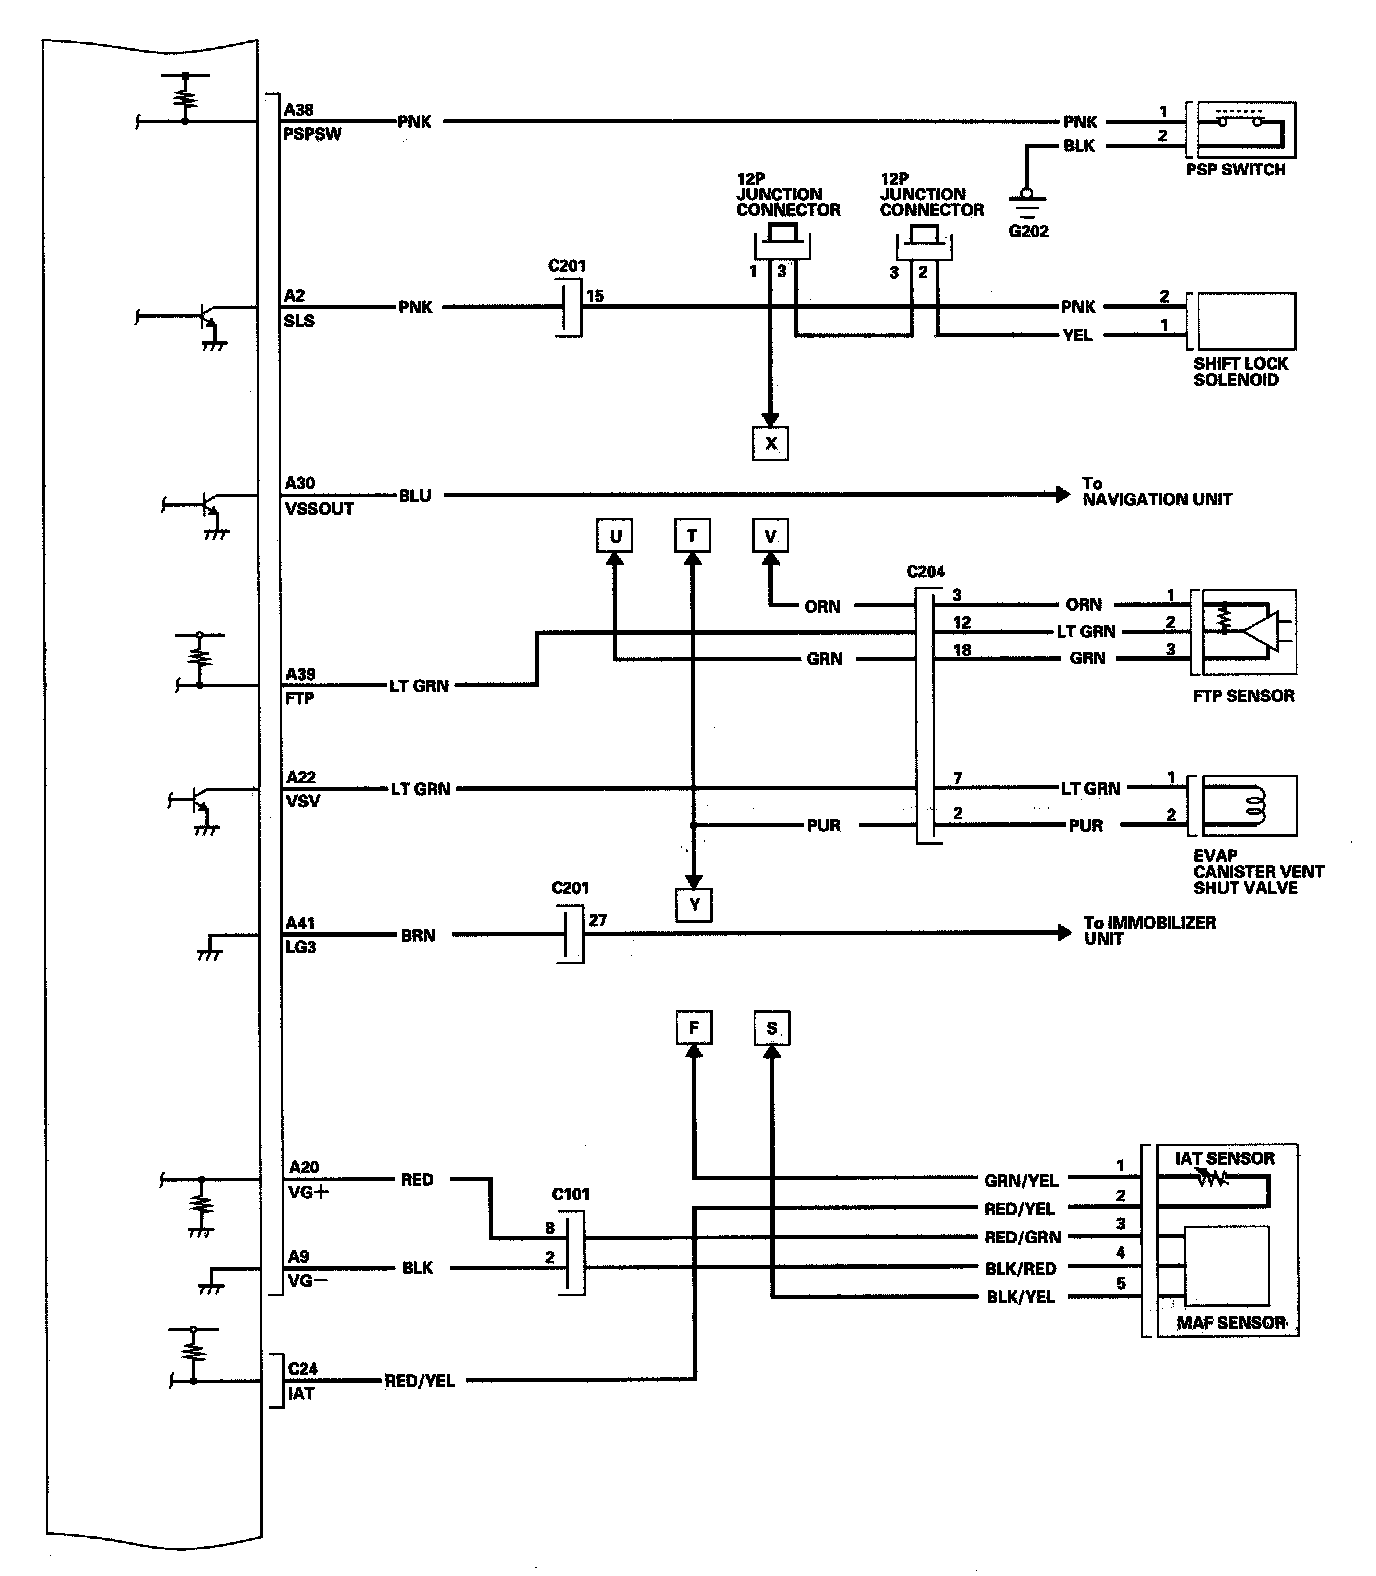 A38
PSPSW
PNK
PNK
1
BLK
2
PSP SWITCH
G202
12P
JUNCTION
CONNECTOR
12P
JUNCTION
CONNECTOR
1
3
3
2
A2
SLS
PNK
C201
15
PNK
2
YEL
1
SHIFT LOCK
SOLENOID
X
A30
VSSOUT
BLU
To
NAVIGATION UNIT
U
T
V
C204
ORN
3
ORN
1
12
LT GRN
2
GRN
18
GRN
3
FTP SENSOR
A39
FTP
LT GRN
A22
VSV
LT GRN
7
LT GRN
1
PUR
2
PUR
2
EVAP
CANISTER VENT
SHUT VALVE
Y
A41
LG3
BRN
C201
27
To IMMOBILIZER
UNIT
F
S
A20
VG+
RED
C101
8
2
A9
VG−
BLK
GRN/YEL
1
RED/YEL
2
RED/GRN
3
BLK/RED
4
BLK/YEL
5
IAT SENSOR
MAF SENSOR
C24
IAT
RED/YEL